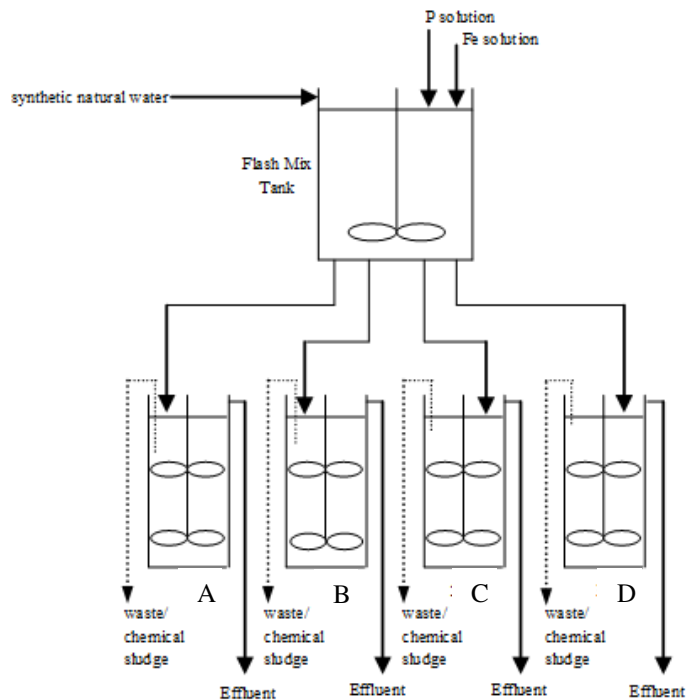 P solution
Fe solution
synthetic natural water
Flash Mix
Tank
A
B
C
D
waste/
chemical
sludge
waste/
chemical
sludge
waste/
chemical
sludge
waste/
chemical
sludge
Effluent
Effluent
Effluent
Effluent